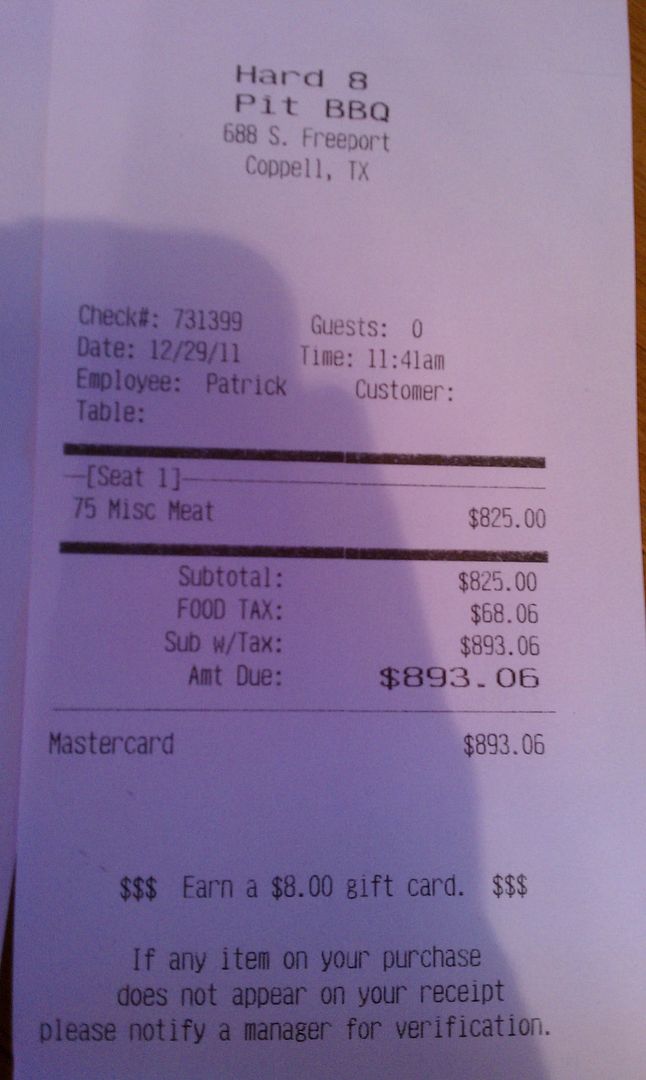 Hard 8
Pit BBQ
688 S. Freeport
Coppell, TX
Check#: 731399 Guests: 0
Date: 12/29/11 Time: 11:41am
Employee: Patrick Customer:
Table:
[Seat 1]
75 Misc Meat $825.00
Subtotal: $825.00
FOOD TAX: $68.06
Sub w/Tax: $893.06
Amt Due: $893.06
Mastercard $893.06
$$$ Earn a $8.00 gift card. $$$
If any item on your purchase
does not appear on your receipt
please notify a manager for verification.